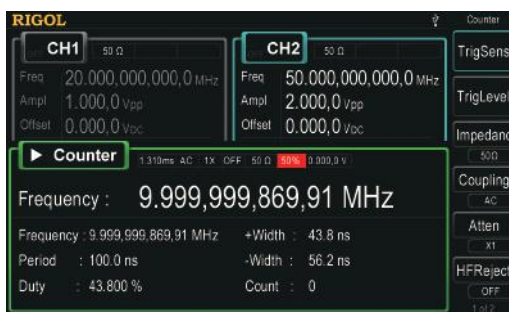 RIGOL
Counter
CH1 50 Ω
Freq 20.000,000,000,0 MHz
Ampl 1.000,0 Vpp
Offset 0.000,0 VDC
CH2 50 Ω
Freq 50.000,000,000,0 MHz
Ampl 2.000,0 Vpp
Offset 0.000,0 VDC
Counter 1.310ms AC 1X OFF 50 Ω 50% 0.000,0 V
Frequency : 9.999,999,869,91 MHz
Frequency : 9.999,999,869,91 MHz +Width : 43.8 ns
Period : 100.0 ns -Width : 56.2 ns
Duty : 43.800 % Count : 0
TrigSens
TrigLevel
Impedanc
50Ω
Coupling
AC
Atten
X1
HFReject
OFF
1 of 2